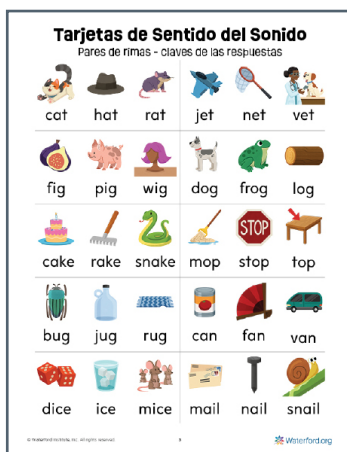 Tarjetas de Sentido del Sonido
Pares de rimas - claves de las respuestas
cat hat rat jet net vet
fig pig wig dog frog log
STOP
cake rake snake mop stop top
bug jug rug can fan van
dice ice mice mail nail snail
Waterford.org